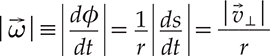 |ω⃗| = |dϕ/dt| = 1/r |ds/dt| = |v⃗⊥|/r